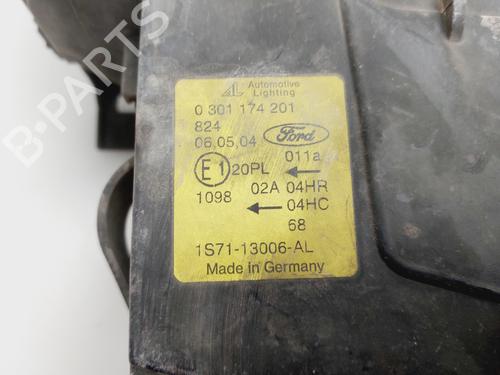 B-PARTS
AL Automotive
Lighting
0 301 174 201
824
Ford
06,05,04
011a
E1 20PL
02A 04HR
1098
04HC
68
1S71-13006-AL
Made in Germany